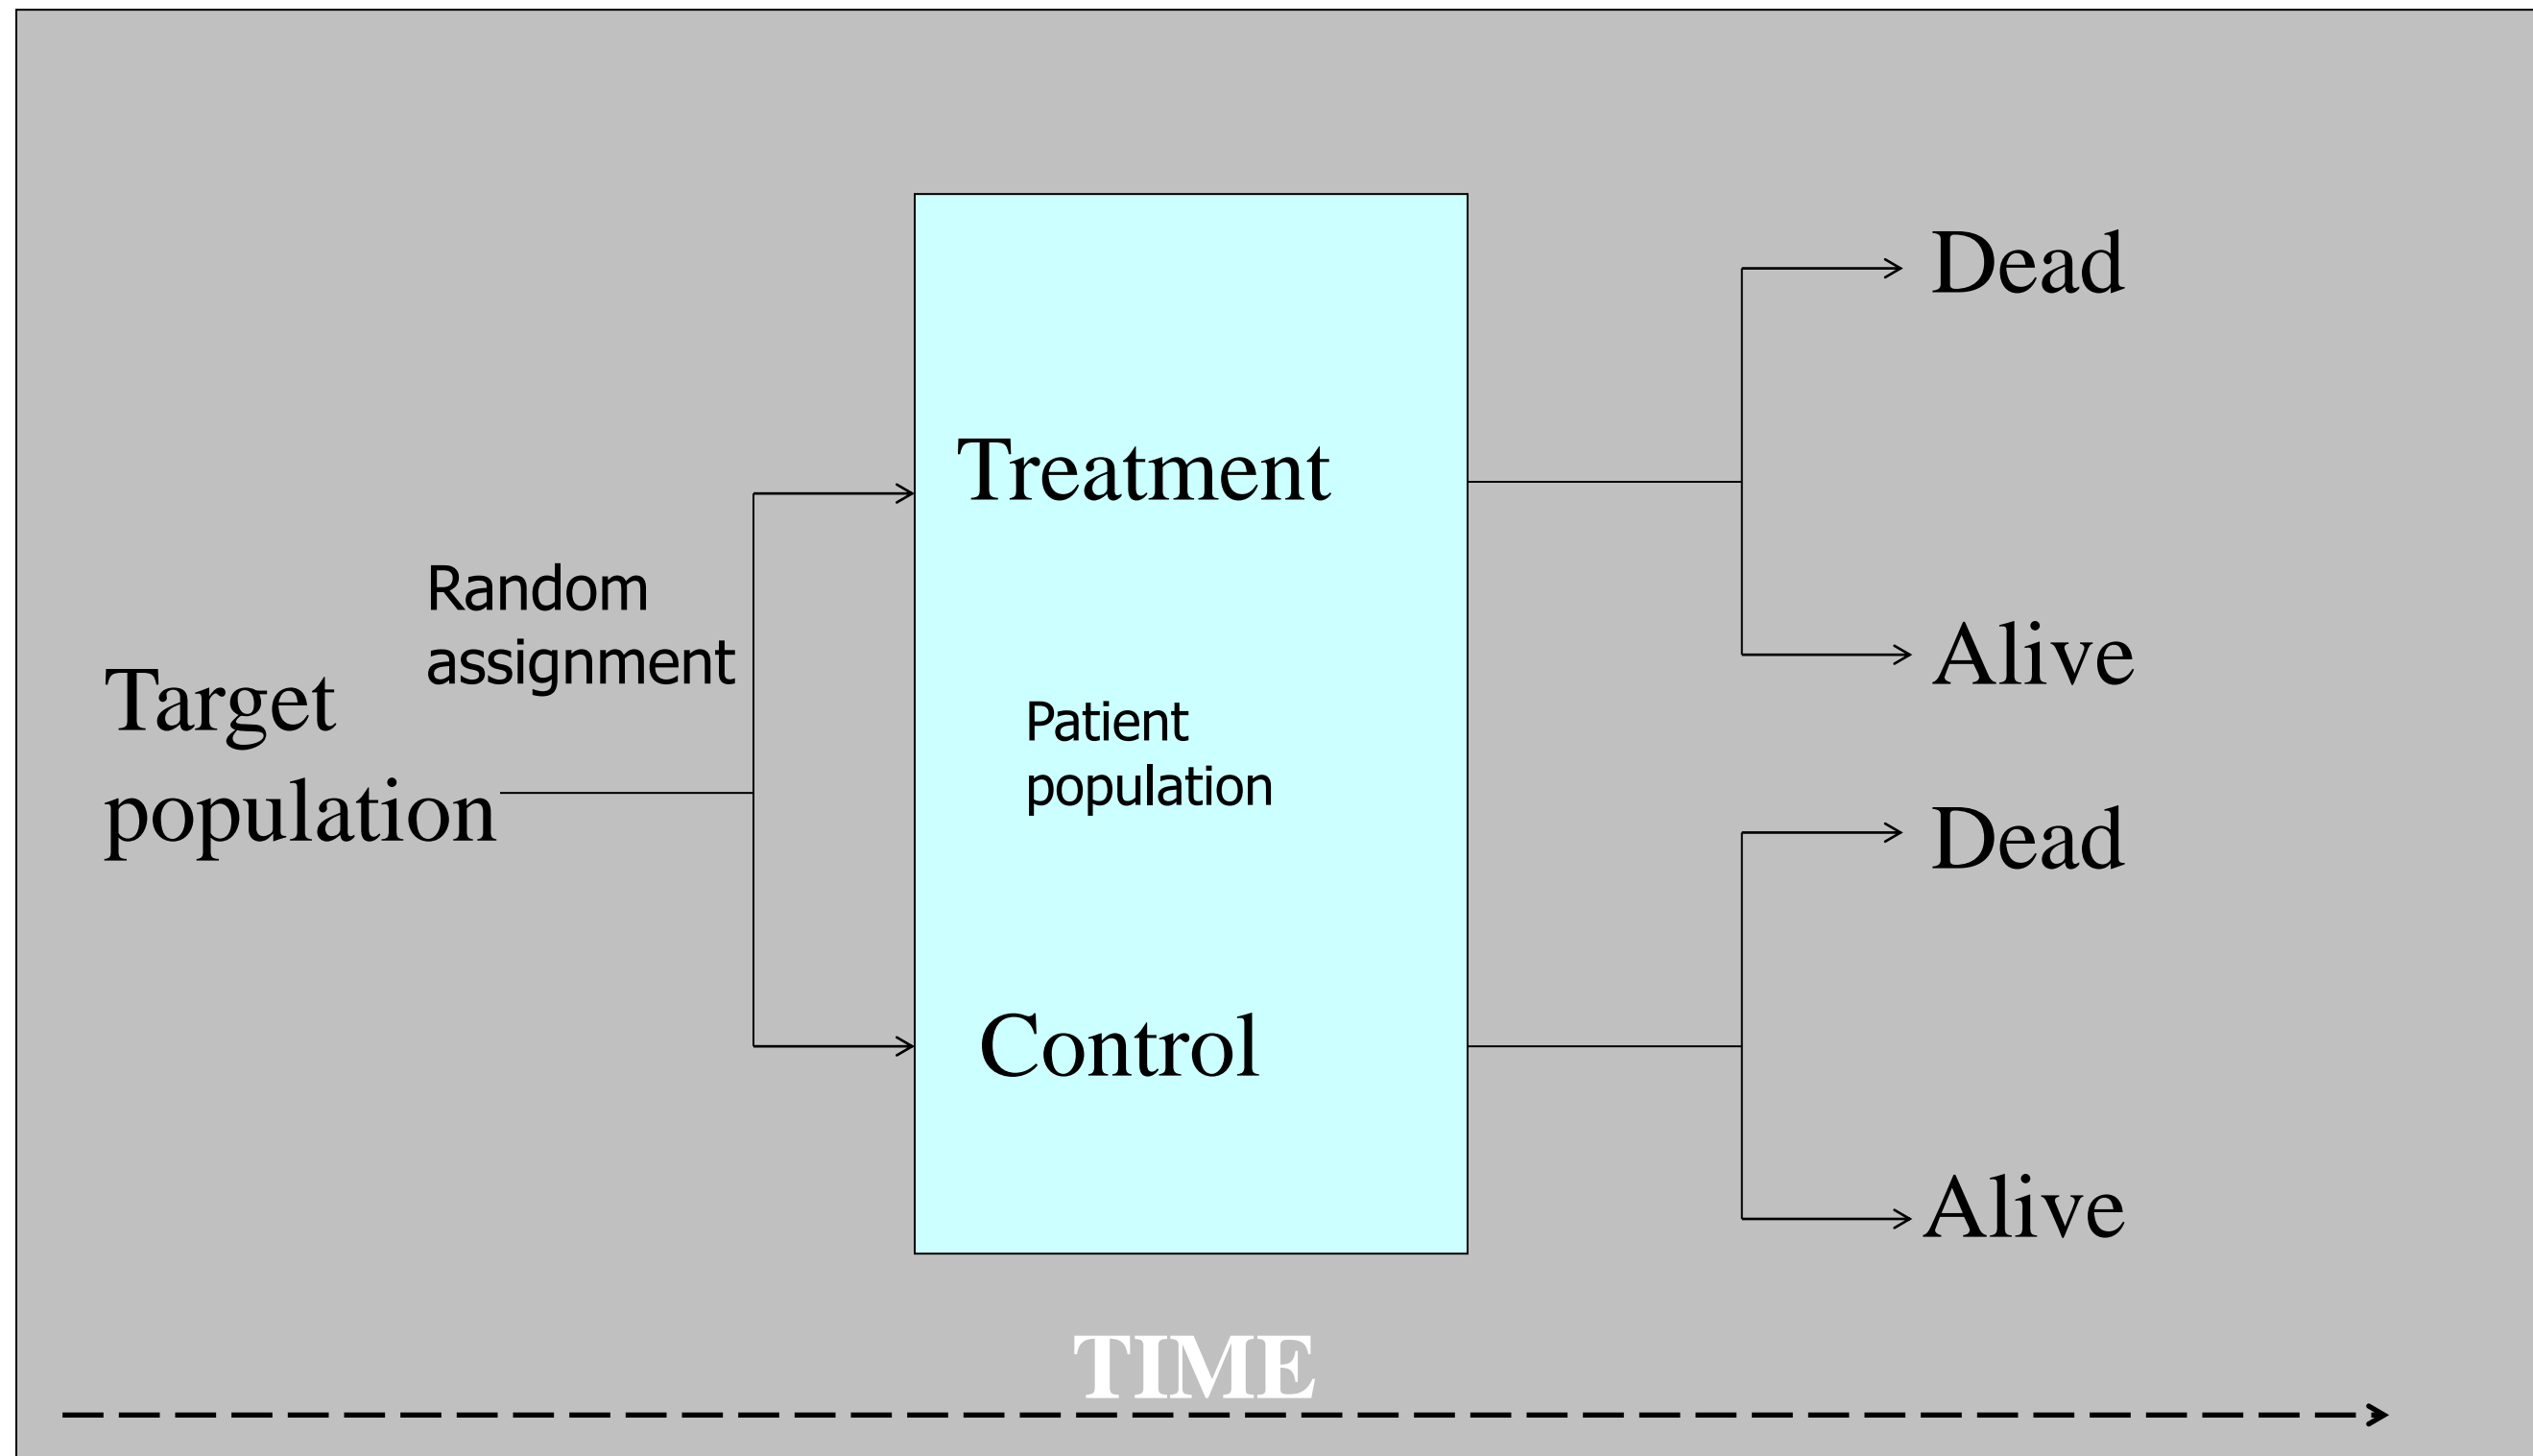 Target
population
Random
assignment
Treatment
Patient
population
Control
Dead
Alive
Dead
Alive
TIME